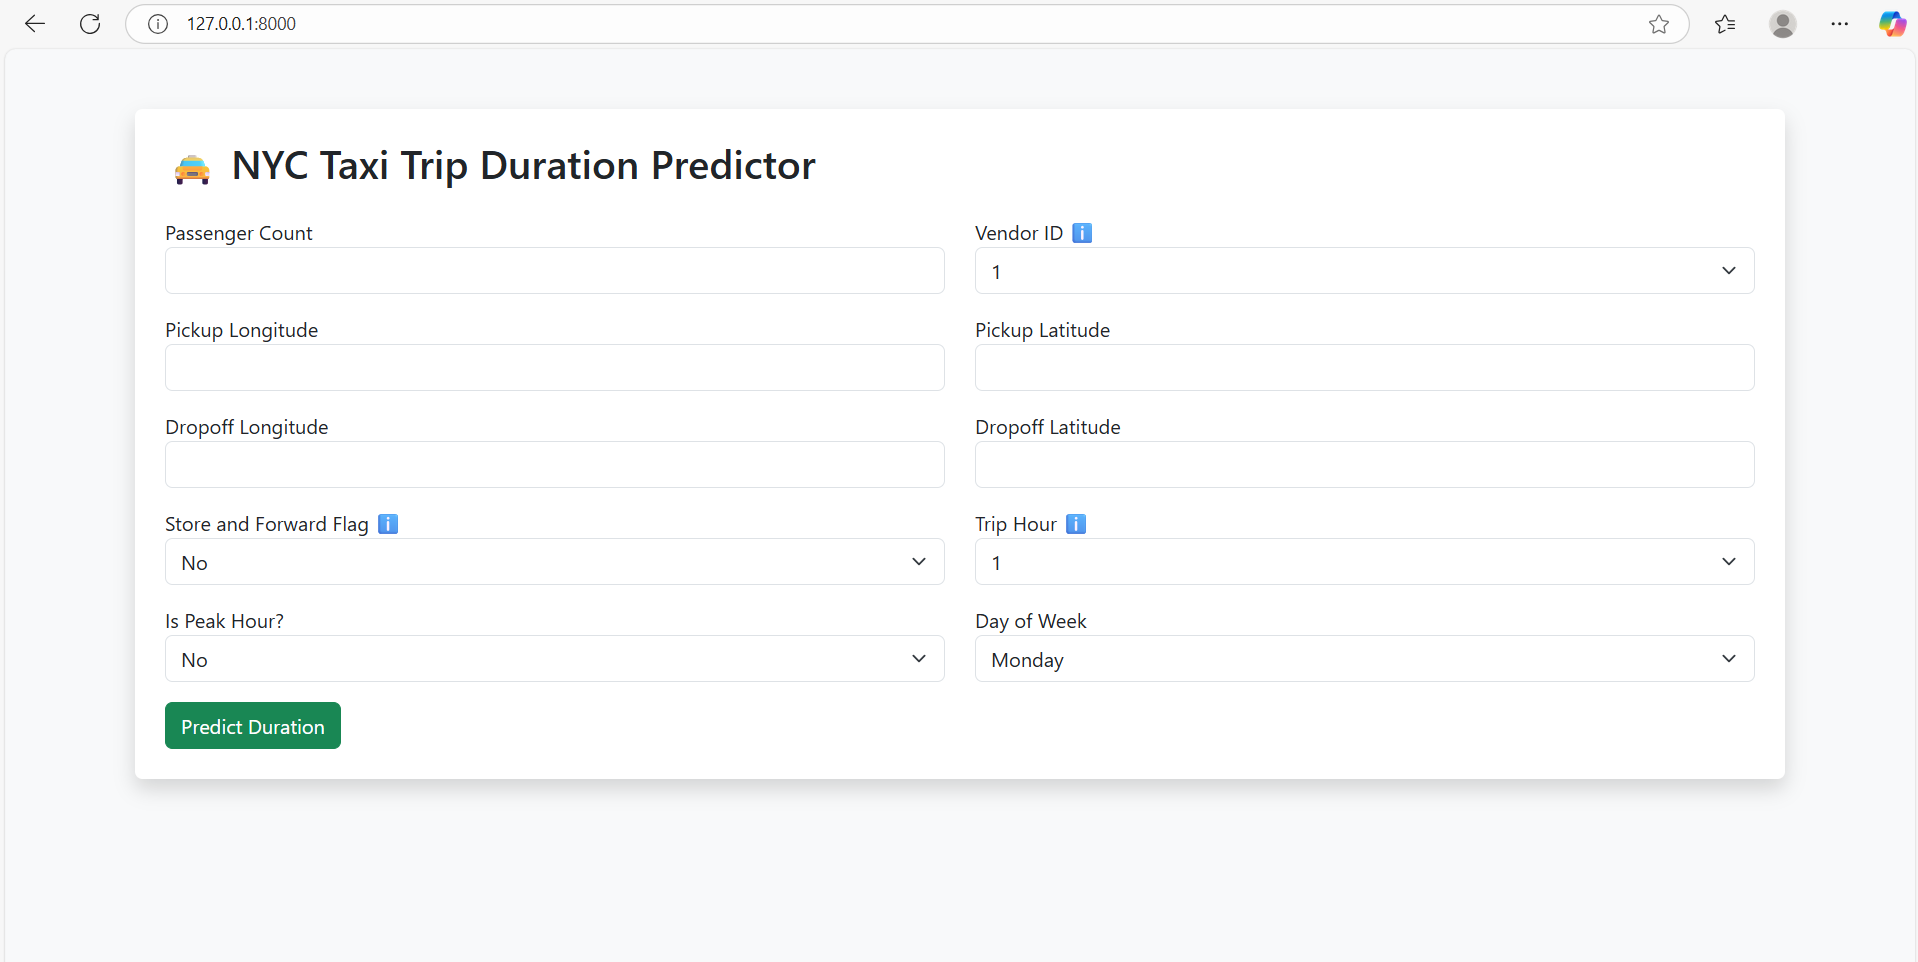 127.0.0.1:8000
🚖 NYC Taxi Trip Duration Predictor
Passenger Count
Vendor ID ℹ️
1
Pickup Longitude
Pickup Latitude
Dropoff Longitude
Dropoff Latitude
Store and Forward Flag ℹ️
Trip Hour ℹ️
No
1
Is Peak Hour?
Day of Week
No
Monday
Predict Duration